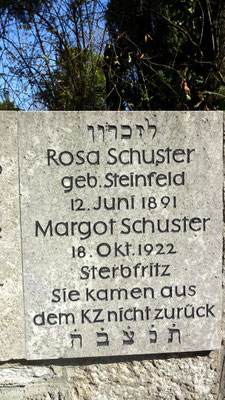 לזכרון
Rosa Schuster
geb. Steinfeld
12. Juni 1891
Margot Schuster
18. Okt. 1922
Sterbfritz
Sie kamen aus
dem KZ nicht zurück
ת נ צ ב ה